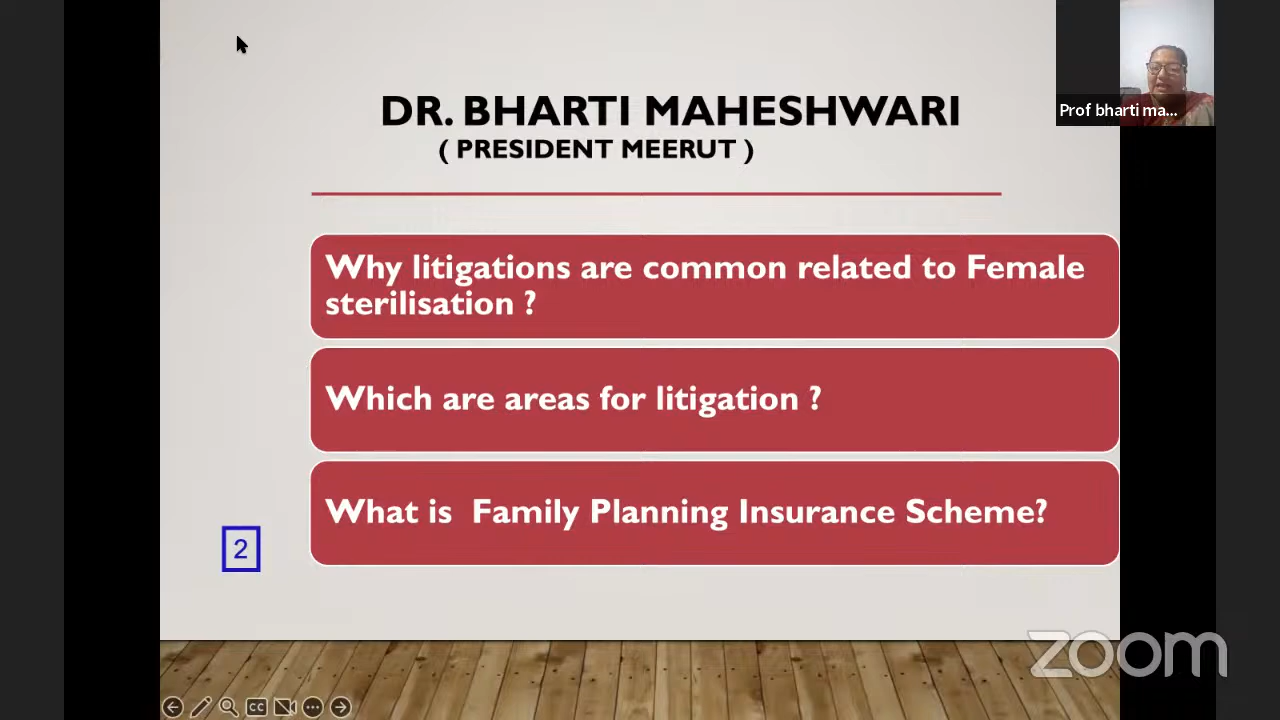 DR. BHARTI MAHESHWARI
( PRESIDENT MEERUT )
Prof bharti ma...
Why litigations are common related to Female
sterilisation ?
Which are areas for litigation ?
What is Family Planning Insurance Scheme?
2
zoom
CC